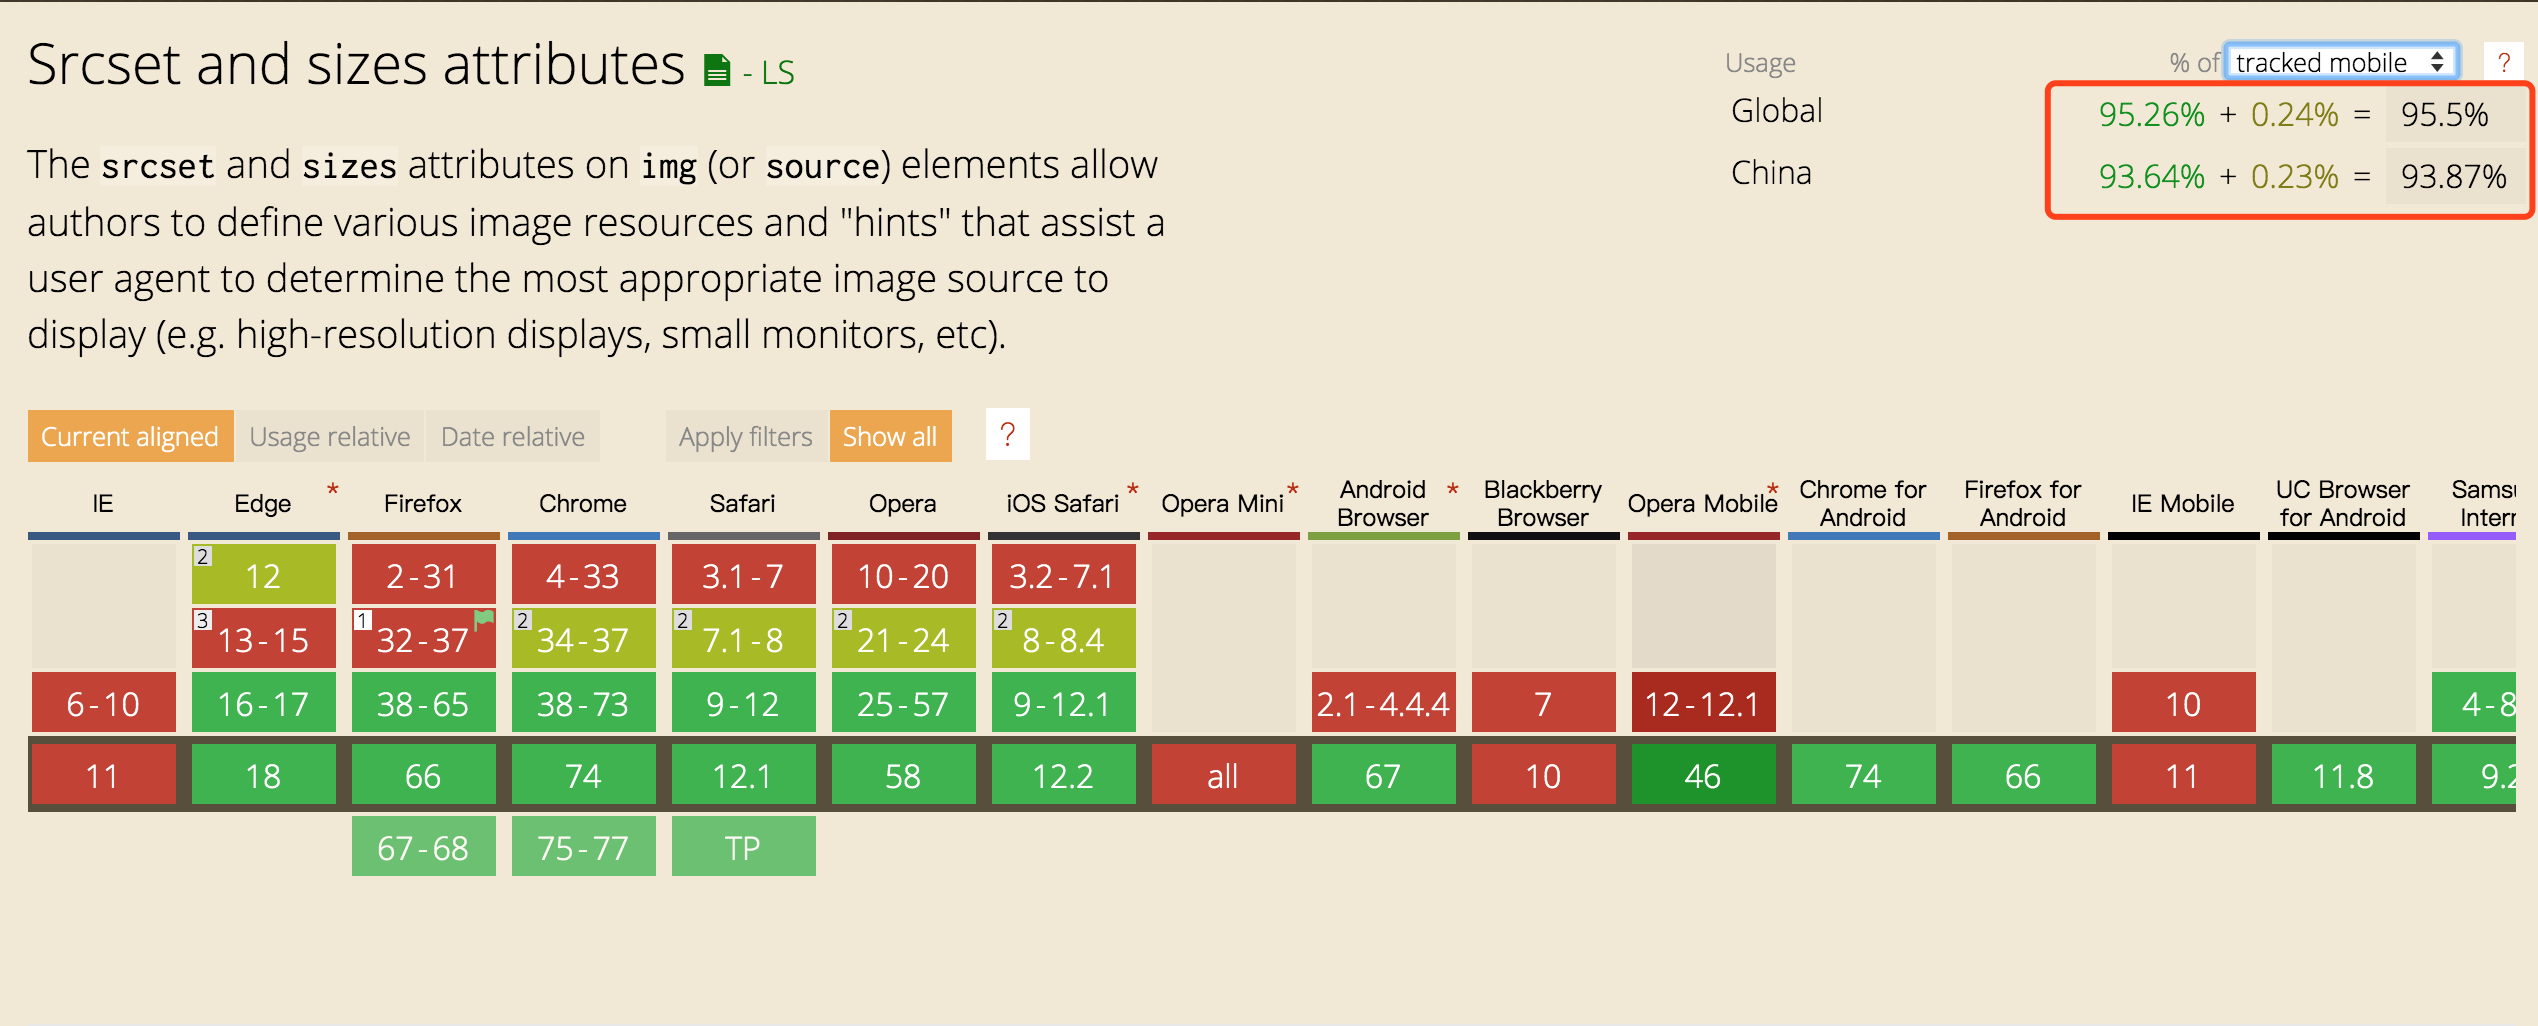 Srcset and sizes attributes - LS
Usage % of tracked mobile ?
Global 95.26% + 0.24% = 95.5%
China 93.64% + 0.23% = 93.87%
The srcset and sizes attributes on img (or source) elements allow
authors to define various image resources and "hints" that assist a
user agent to determine the most appropriate image source to
display (e.g. high-resolution displays, small monitors, etc).
Current aligned Usage relative Date relative Apply filters Show all ?
IE Edge * Firefox Chrome Safari Opera iOS Safari * Opera Mini * Android Browser * Blackberry Browser Opera Mobile * Chrome for Android Firefox for Android IE Mobile UC Browser for Android
2 12 2-31 4-33 3.1-7 10-20 3.2-7.1
3 13-15 1 32-37 2 34-37 2 7.1-8 2 21-24 2 8-8.4
6-10 16-17 38-65 38-73 9-12 25-57 9-12.1 2.1-4.4.4 7 12-12.1 10 4-8
11 18 66 74 12.1 58 12.2 all 67 10 46 74 66 11 11.8
67-68 75-77 TP